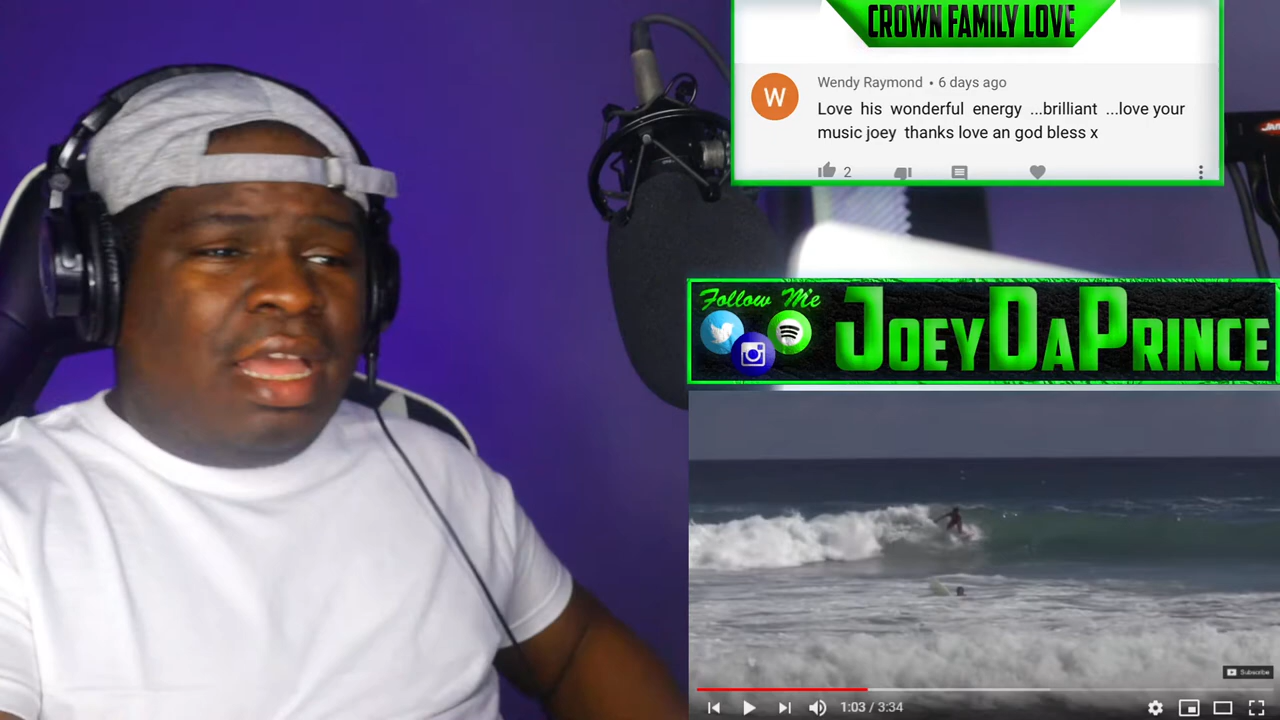 CROWN FAMILY LOVE
W
Wendy Raymond • 6 days ago
Love his wonderful energy ...brilliant ...love your
music joey thanks love an god bless x
2
Follow Me
JOEYDAPRINCE
Subscribe
1:03 / 3:34